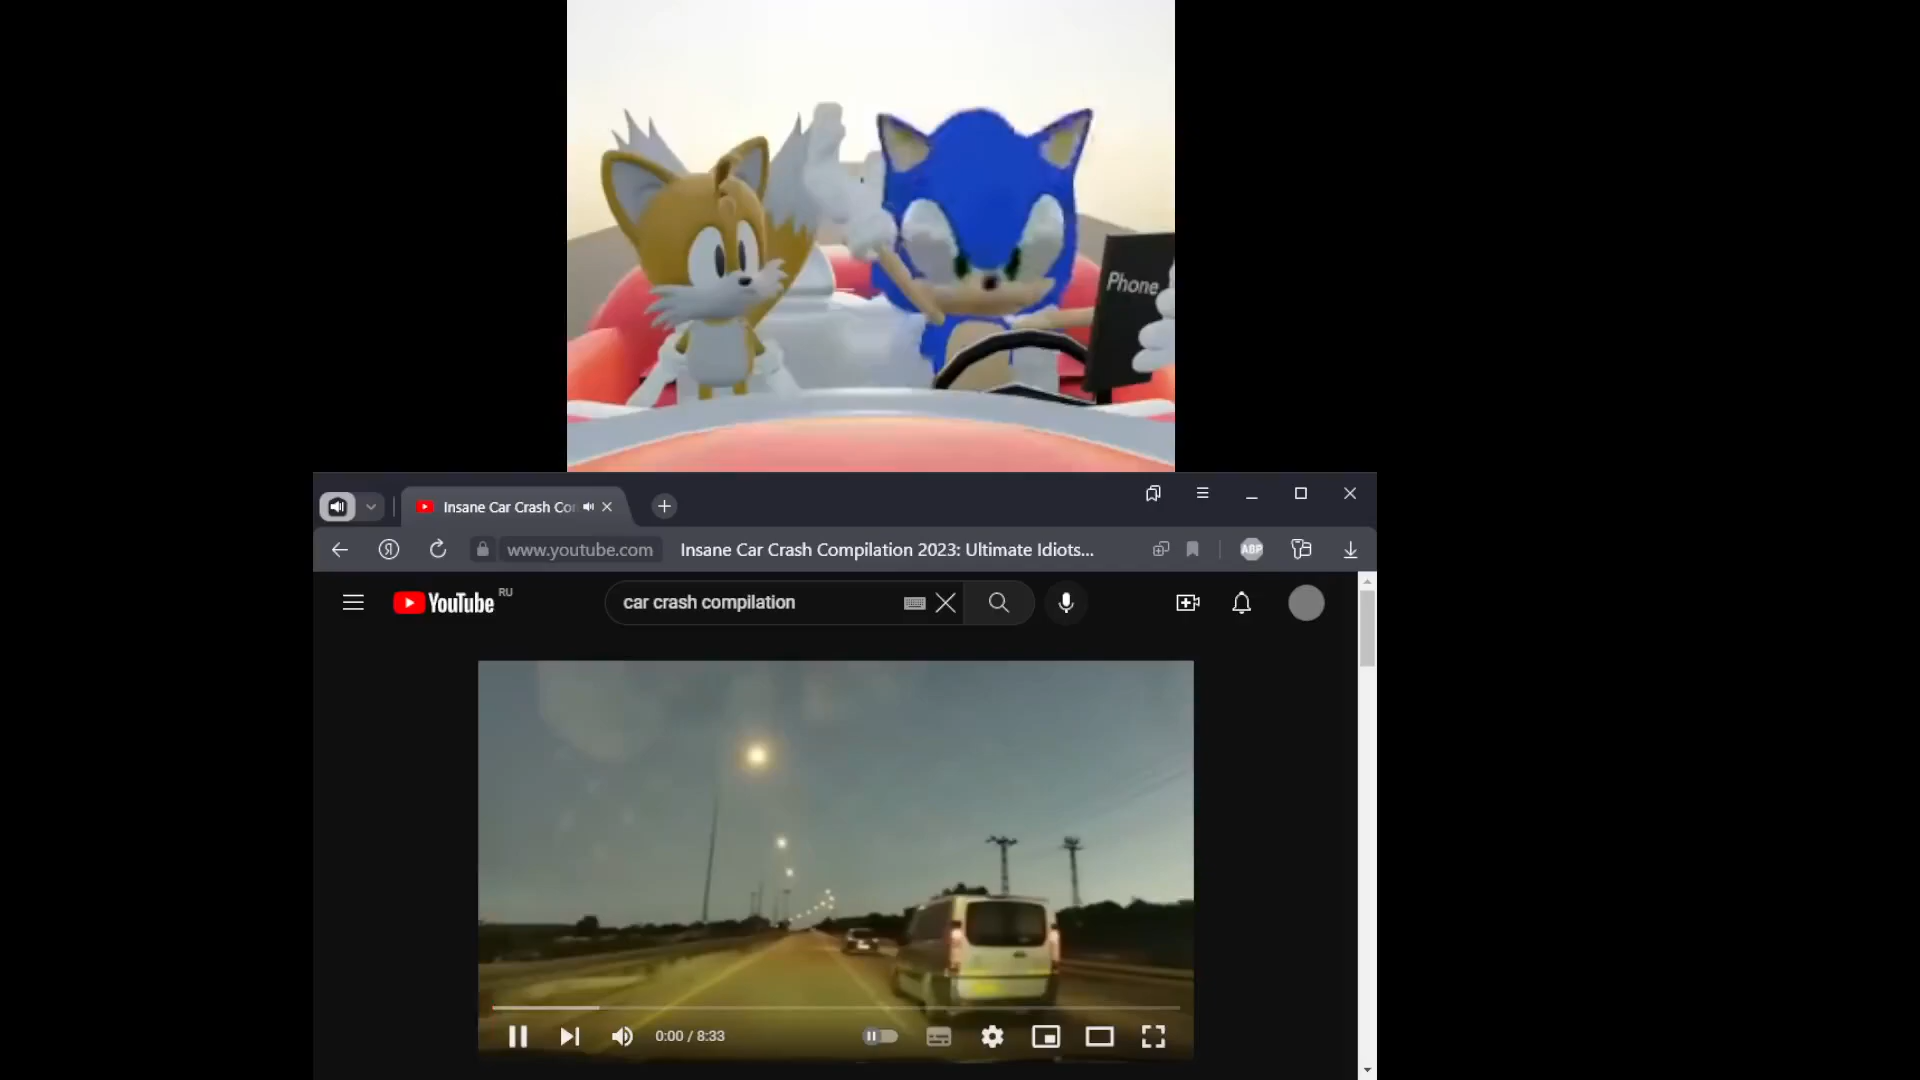 Phone
Insane Car Crash Co
www.youtube.com
Insane Car Crash Compilation 2023: Ultimate Idiots...
ABP
YouTube RU
car crash compilation
0:00 / 8:33